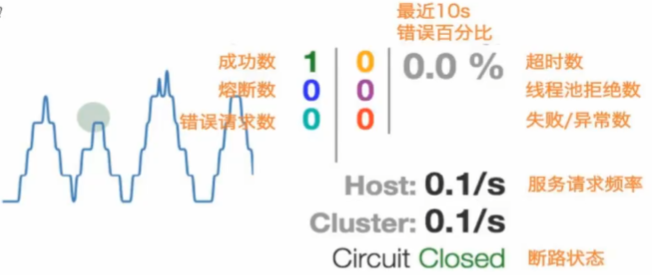 最近10s
错误百分比
成功数 1 0 0.0 % 超时数
熔断数 0 0 线程池拒绝数
错误请求数 0 0 失败/异常数
Host: 0.1/s 服务请求频率
Cluster: 0.1/s
Circuit Closed 断路状态